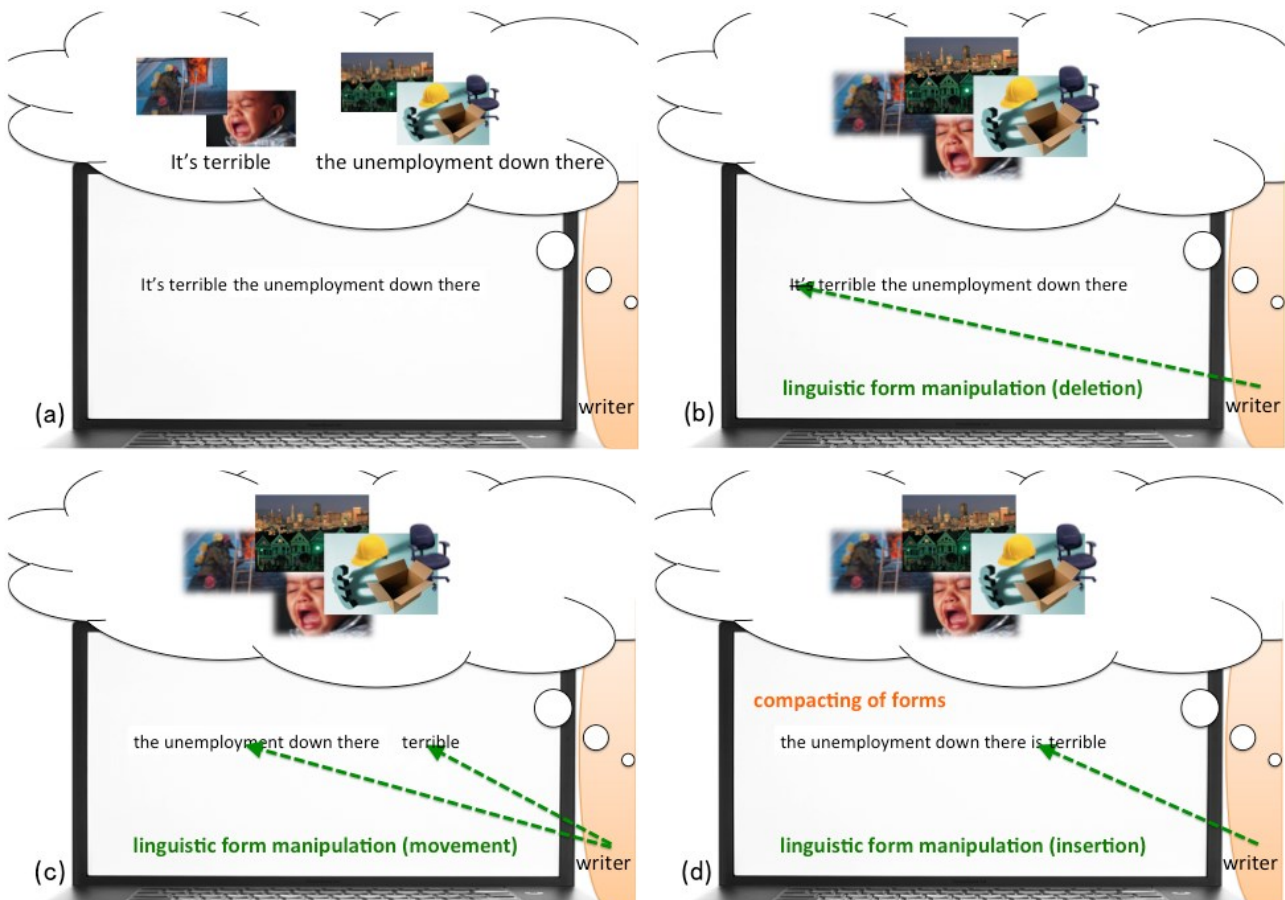 It's terrible the unemployment down there
It's terrible the unemployment down there
(a)
writer
It's terrible the unemployment down there
linguistic form manipulation (deletion)
(b)
writer
the unemployment down there terrible
linguistic form manipulation (movement)
(c)
writer
compacting of forms
the unemployment down there is terrible
linguistic form manipulation (insertion)
(d)
writer